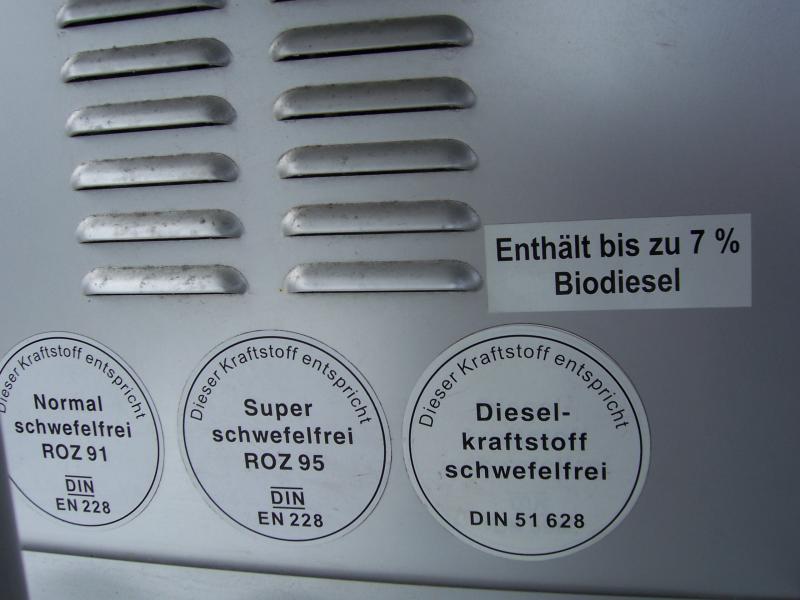 Enthält bis zu 7 %
Biodiesel
Dieser Kraftstoff entspricht
Normal
schwefelfrei
ROZ 91
DIN
EN 228
Dieser Kraftstoff entspricht
Super
schwefelfrei
ROZ 95
DIN
EN 228
Dieser Kraftstoff entspricht
Diesel-
kraftstoff
schwefelfrei
DIN 51 628